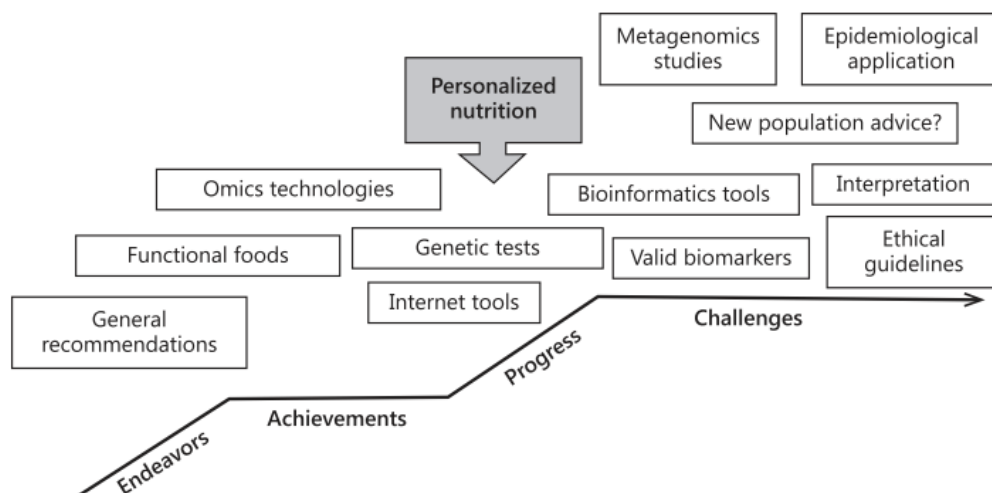 Metagenomics
studies
Epidemiological
application
Personalized
nutrition
New population advice?
Omics technologies
Bioinformatics tools
Interpretation
Functional foods
Genetic tests
Valid biomarkers
Ethical
guidelines
Internet tools
General
recommendations
Challenges
Progress
Achievements
Endeavors